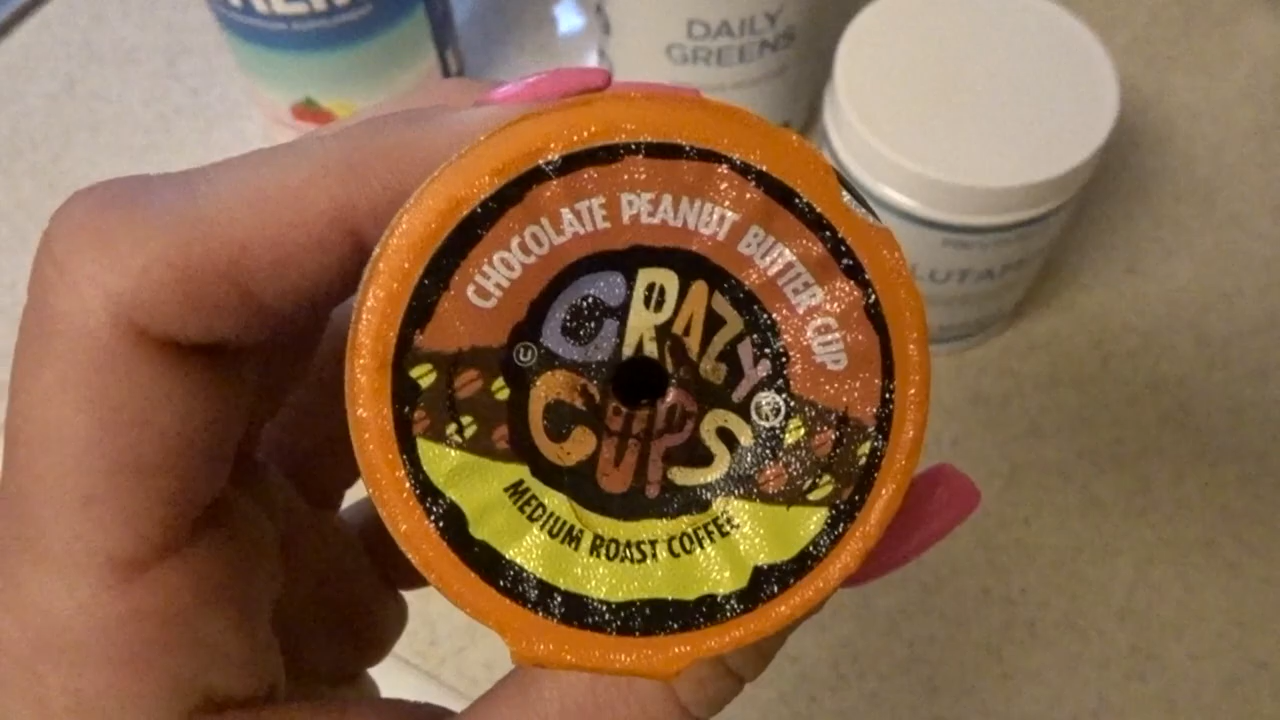 DAILY
GREENS
CHOCOLATE PEANUT BUTTER CUP
CRAZY
CUPS®
U
MEDIUM ROAST COFFEE